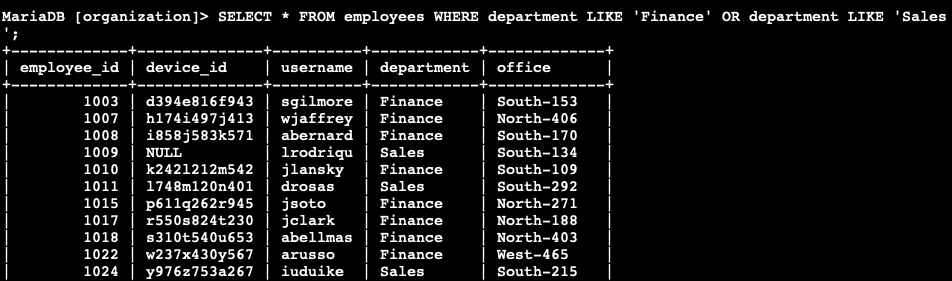 MariaDB [organization]> SELECT * FROM employees WHERE department LIKE 'Finance' OR department LIKE 'Sales
';
+-------------+--------------+----------+------------+-------------+
| employee_id | device_id    | username | department | office      |
+-------------+--------------+----------+------------+-------------+
|        1003 | d394e816f943 | sgilmore | Finance    | South-153   |
|        1007 | h174i497j413 | wjaffrey | Finance    | North-406   |
|        1008 | i858j583k571 | abernard | Finance    | South-170   |
|        1009 | NULL         | lrodriqu | Sales      | South-134   |
|        1010 | k242l212m542 | jlansky  | Finance    | South-109   |
|        1011 | l748m120n401 | drosas   | Sales      | South-292   |
|        1015 | p611q262r945 | jsoto    | Finance    | North-271   |
|        1017 | r550s824t230 | jclark   | Finance    | North-188   |
|        1018 | s310t540u653 | abellmas | Finance    | North-403   |
|        1022 | w237x430y567 | arusso   | Finance    | West-465    |
|        1024 | y976z753a267 | iuduike  | Sales      | South-215   |